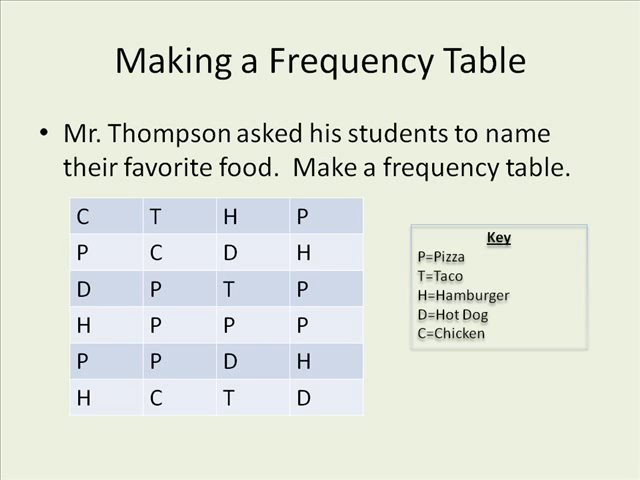 Making a Frequency Table
• Mr. Thompson asked his students to name
their favorite food. Make a frequency table.
C T H P
P C D H
D P T P
H P P P
P P D H
H C T D
Key
P=Pizza
T=Taco
H=Hamburger
D=Hot Dog
C=Chicken